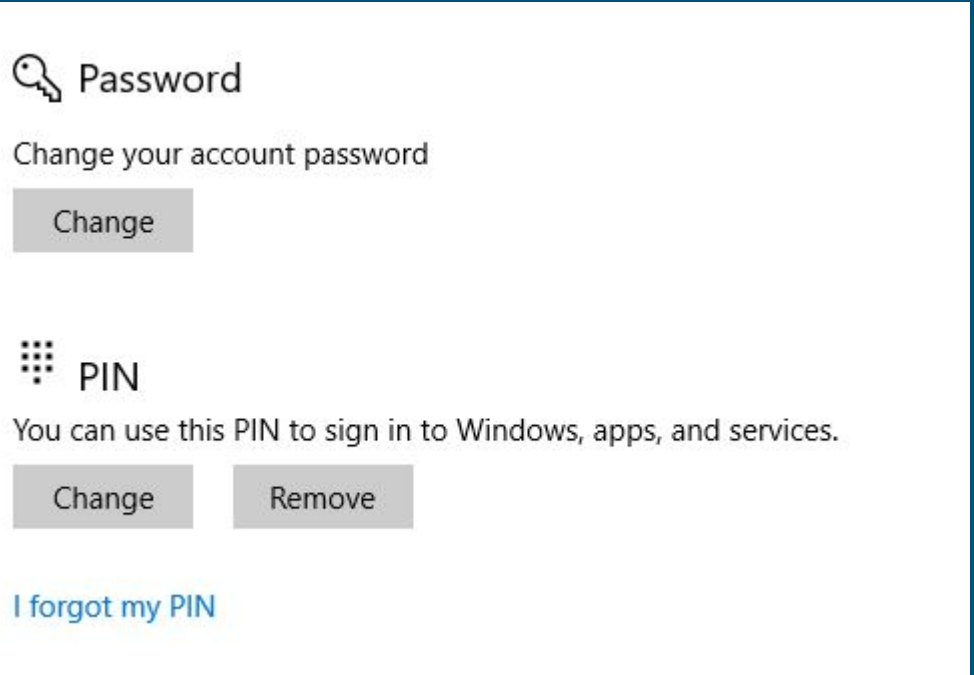 Password
Change your account password
Change
PIN
You can use this PIN to sign in to Windows, apps, and services.
Change Remove
I forgot my PIN